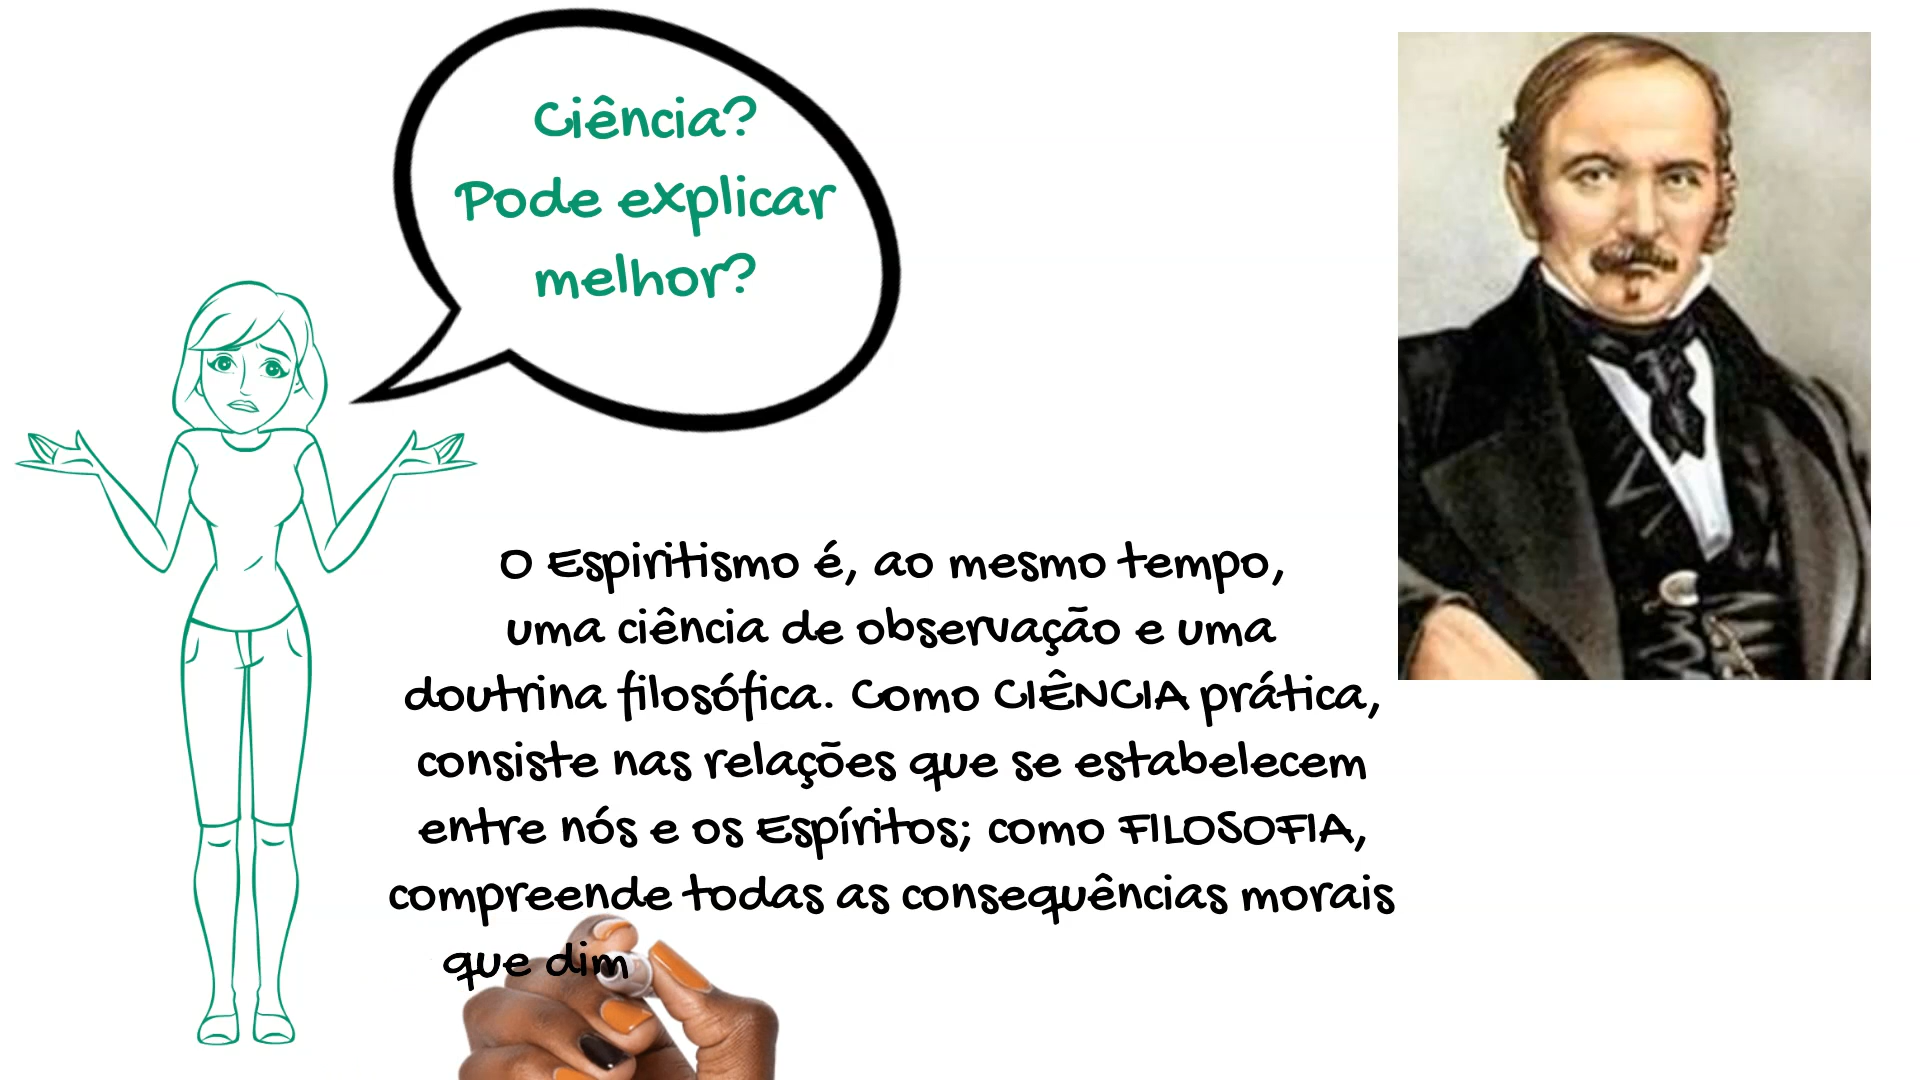 Ciência?
Pode explicar
melhor?
O Espiritismo é, ao mesmo tempo,
uma ciência de observação e uma
doutrina filosófica. Como CIÊNCIA prática,
consiste nas relações que se estabelecem
entre nós e os Espíritos; como FILOSOFIA,
compreende todas as consequências morais
que dim